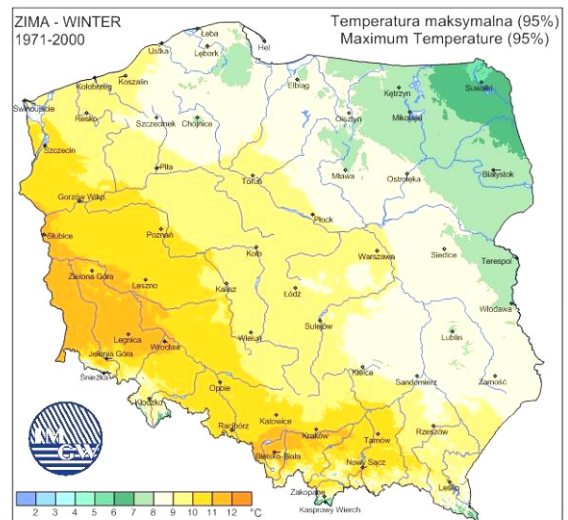 ZIMA - WINTER
1971-2000
Temperatura maksymalna (95%)
Maximum Temperature (95%)
Łeba
Ustka
Lębork
Hel
Koszalin
Kołobrzeg
Elbląg
Kętrzyn
Suwałki
Świnoujście
Resko
Szczecinek
Chojnice
Olsztyn
Mikołajki
Szczecin
Piła
Toruń
Mława
Ostrołęka
Białystok
Gorzów Wlkp.
Płock
Słubice
Poznań
Koło
Warszawa
Siedlce
Terespol
Zielona Góra
Leszno
Kalisz
Łódź
Włodawa
Legnica
Wrocław
Wieluń
Sulejów
Lublin
Jelenia Góra
Śnieżka
Opole
Kielce
Sandomierz
Zamość
Kłodzko
Racibórz
Katowice
Kraków
Tarnów
Rzeszów
Bielsko-Biała
Nowy Sącz
Lesko
Zakopane
Kasprowy Wierch
IM
GW
2 3 4 5 6 7 8 9 10 11 12 °C